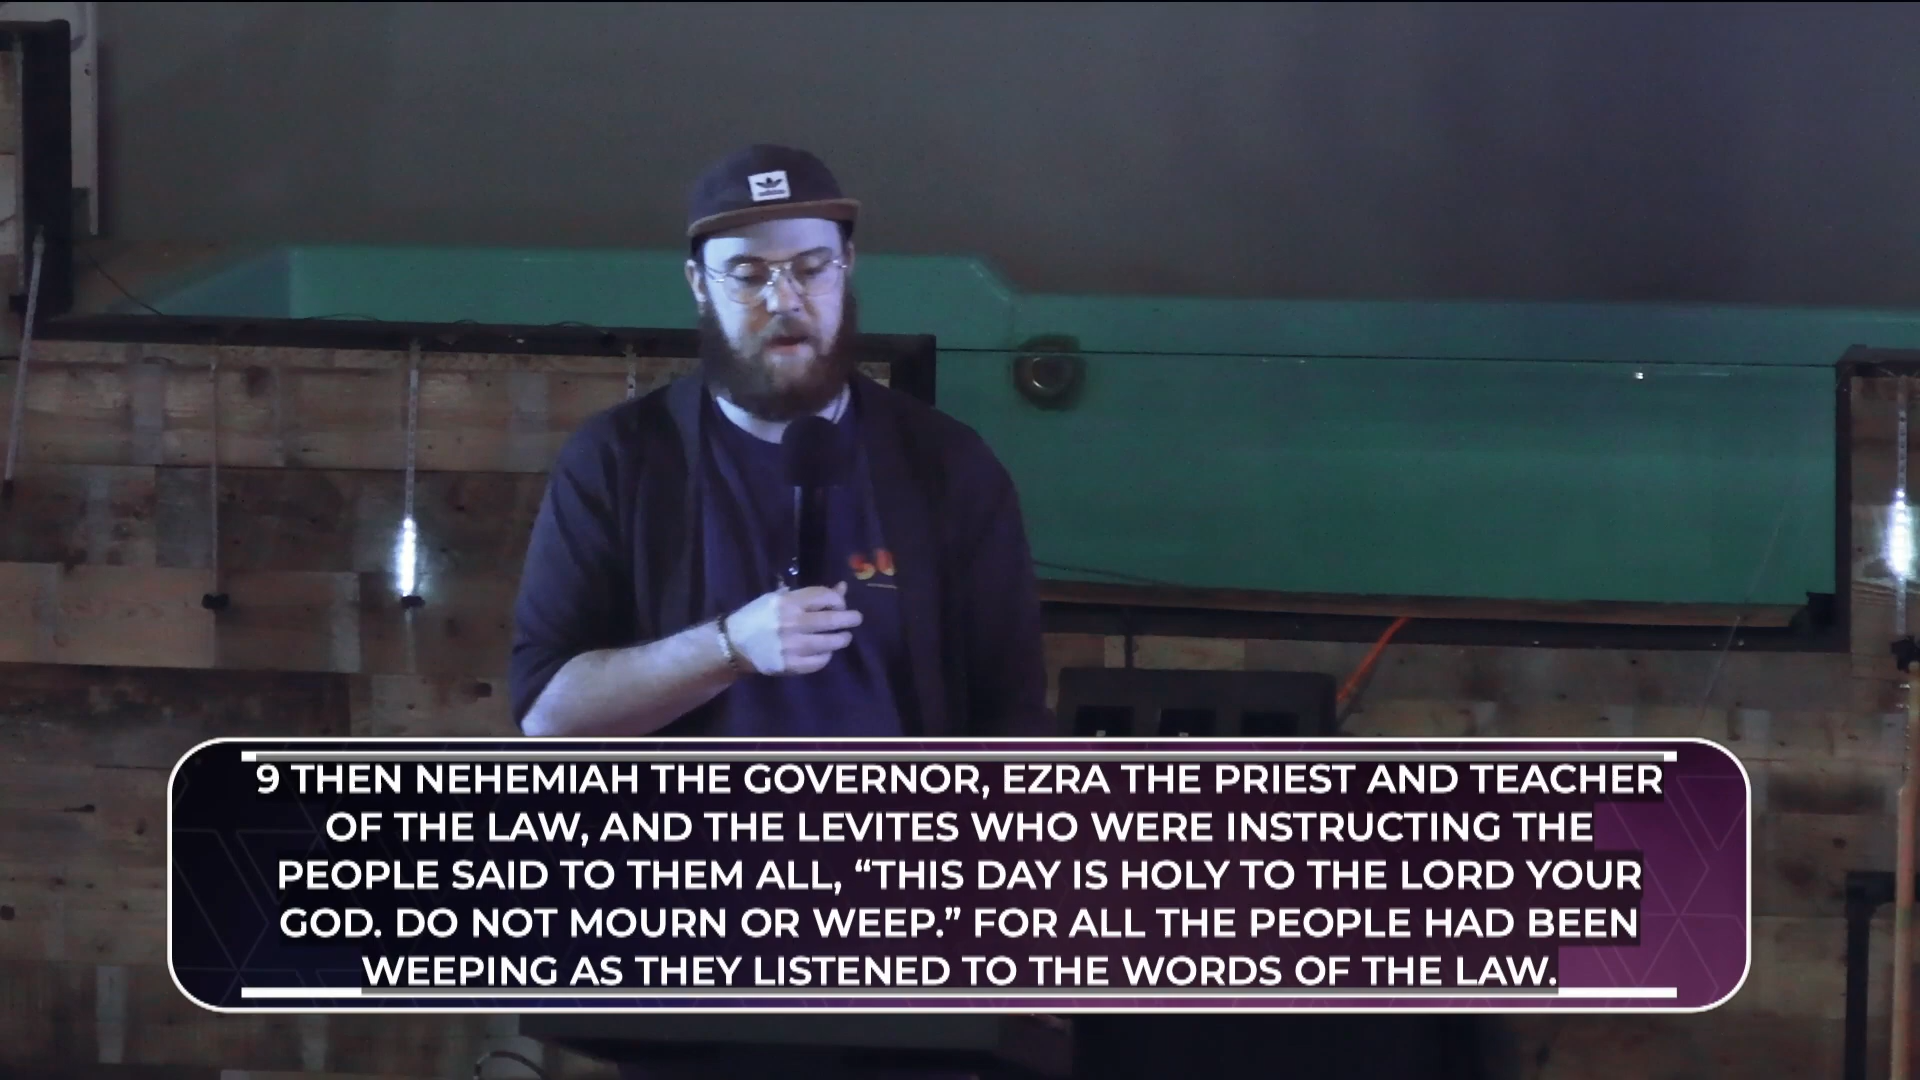 adidas
SU
9 THEN NEHEMIAH THE GOVERNOR, EZRA THE PRIEST AND TEACHER
OF THE LAW, AND THE LEVITES WHO WERE INSTRUCTING THE
PEOPLE SAID TO THEM ALL, “THIS DAY IS HOLY TO THE LORD YOUR
GOD. DO NOT MOURN OR WEEP.” FOR ALL THE PEOPLE HAD BEEN
WEEPING AS THEY LISTENED TO THE WORDS OF THE LAW.